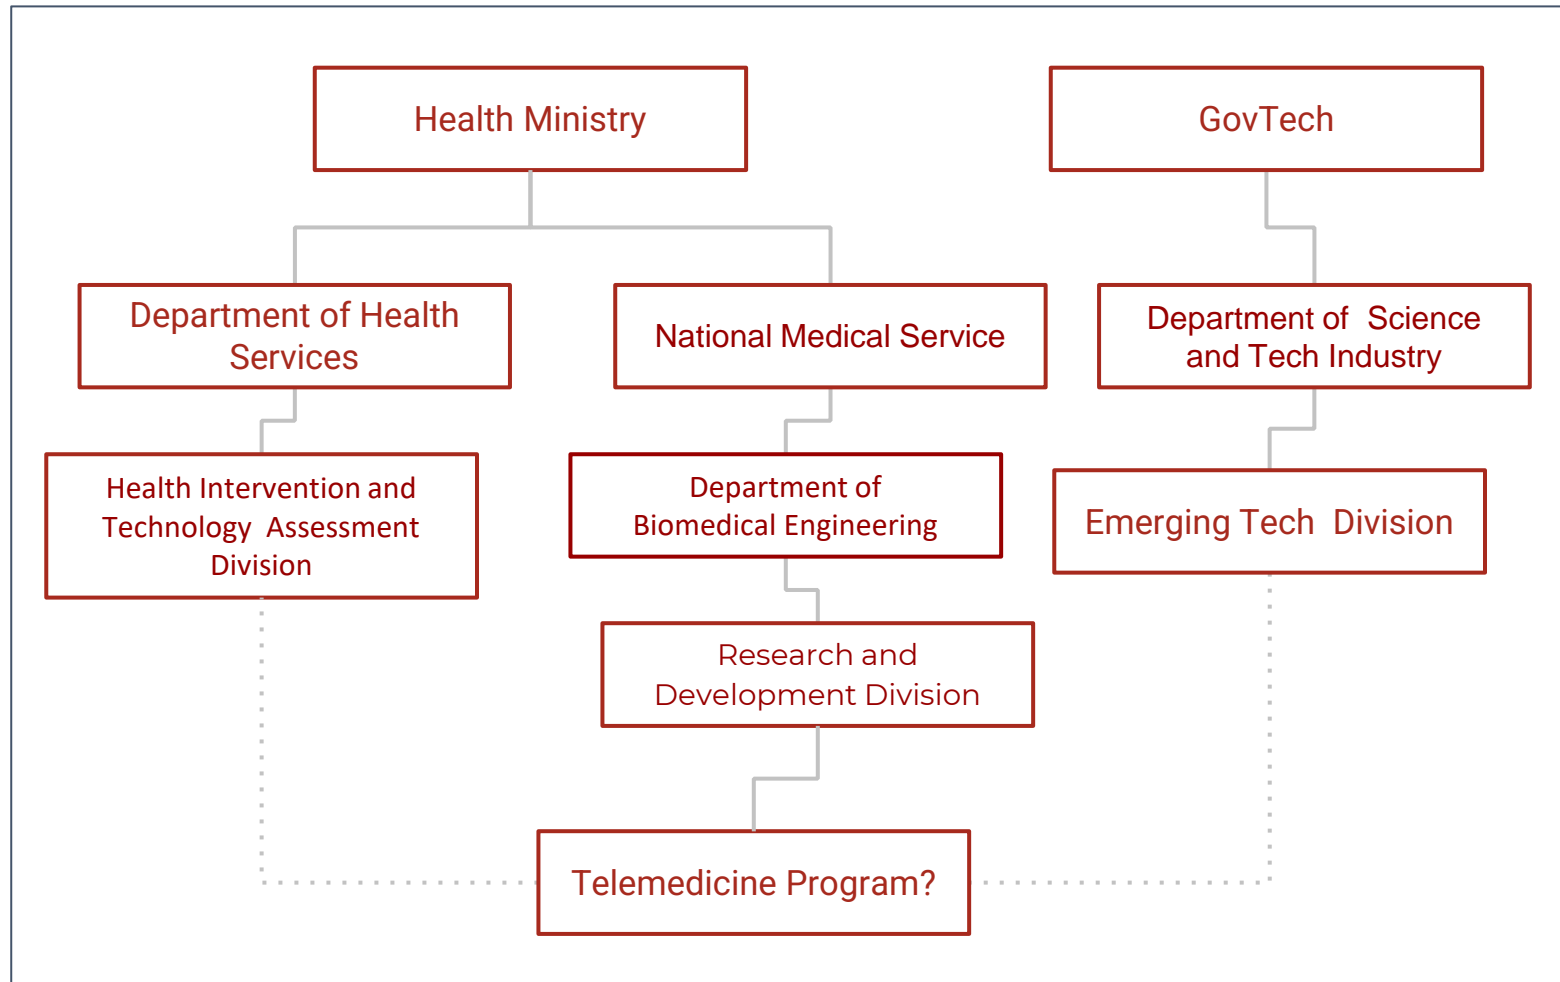 Health Ministry
GovTech
Department of Health
Services
National Medical Service
Department of  Science
and Tech Industry
Health Intervention and
Technology  Assessment
Division
Department of
Biomedical Engineering
Emerging Tech  Division
Research and
Development Division
Telemedicine Program?